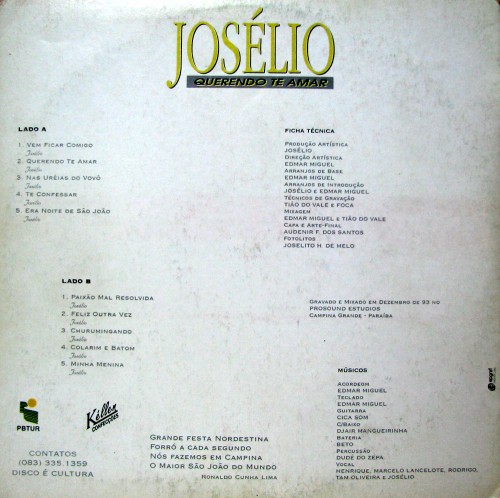 JOSÉLIO
QUERENDO TE AMAR
LADO A
1. VEM FICAR COMIGO
Josélio
2. QUERENDO TE AMAR
Josélio
3. NAS URÉIAS DO VOVÔ
Josélio
4. TE CONFESSAR
Josélio
5. ERA NOITE DE SÃO JOÃO
Josélio
LADO B
1. PAIXÃO MAL RESOLVIDA
Josélio
2. FELIZ OUTRA VEZ
Josélio
3. CHURUMINGANDO
Josélio
4. COLARIM E BATOM
Josélio
5. MINHA MENINA
Josélio
FICHA TÉCNICA
PRODUÇÃO ARTÍSTICA
JOSÉLIO
DIREÇÃO ARTÍSTICA
EDMAR MIGUEL
ARRANJOS DE BASE
EDMAR MIGUEL
ARRANJOS DE INTRODUÇÃO
JOSÉLIO E EDMAR MIGUEL
TÉCNICOS DE GRAVAÇÃO
TIÃO DO VALE E FOCA
MIXAGEM
EDMAR MIGUEL E TIÃO DO VALE
CAPA E ARTE-FINAL
AUDENIR F. DOS SANTOS
FOTOLITOS
JOSELITO H. DE MELO
GRAVADO E MIXADO EM DEZEMBRO DE 93 NO
PROSOUND ESTUDIOS
CAMPINA GRANDE - PARAÍBA
MÚSICOS
ACORDEOM
EDMAR MIGUEL
TECLADO
EDMAR MIGUEL
GUITARRA
CICA SOM
C/BAIXO
DJAIR MANGUEIRINHA
BATERIA
BETO
PERCUSSÃO
DUDÉ DO ZEPA
VOCAL
HENRIQUE, MARCELO LANCELOTE, RODRIGO,
TAM OLIVEIRA E JOSÉLIO
PBTUR
Killer
CONFECÇÕES
CONTATOS
(083) 335.1359
DISCO É CULTURA
GRANDE FESTA NORDESTINA
FORRÓ A CADA SEGUNDO
NÓS FAZEMOS EM CAMPINA
O MAIOR SÃO JOÃO DO MUNDO
RONALDO CUNHA LIMA